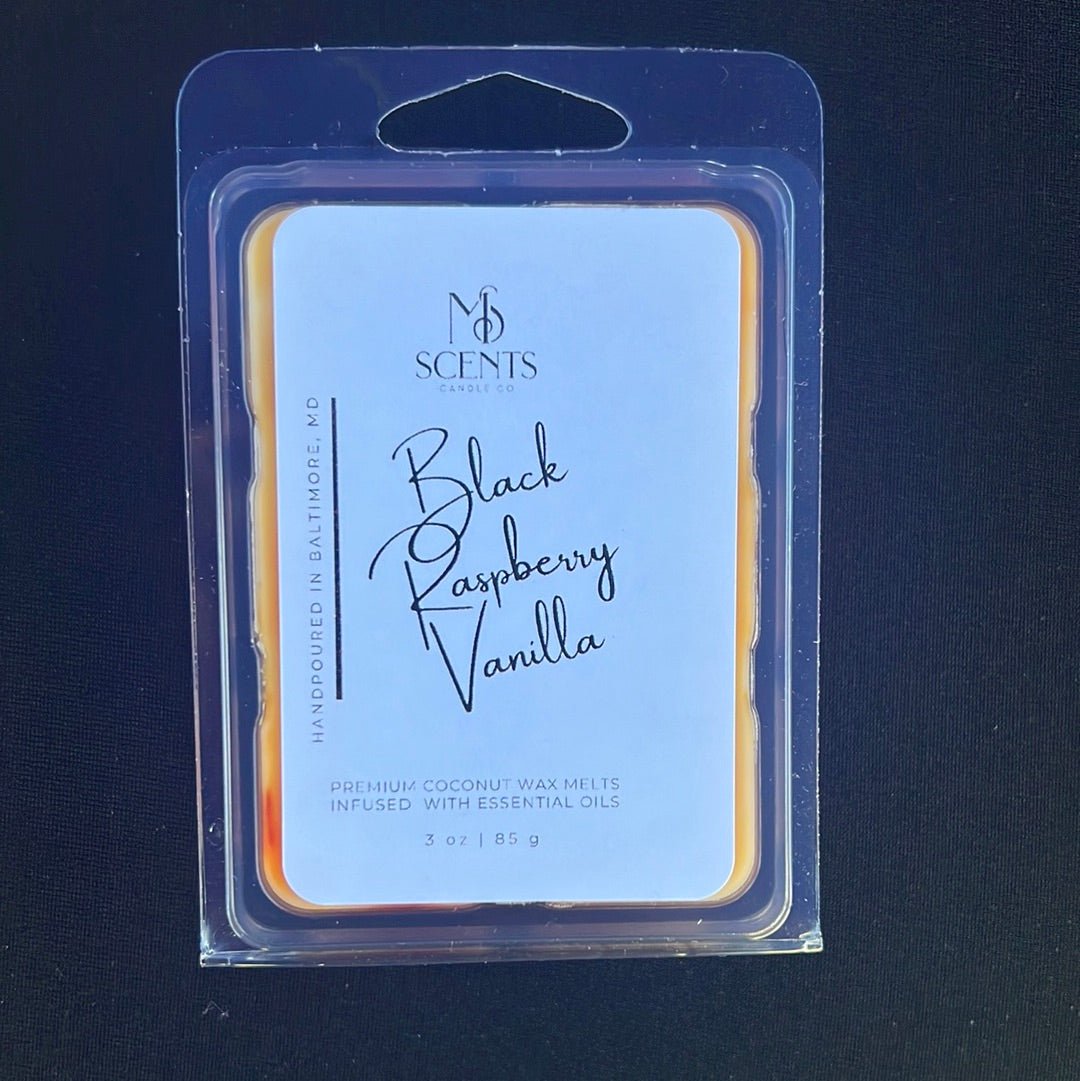 MS
SCENTS
CANDLE CO
HANDPOURED IN BALTIMORE, MD
Black
Raspberry
Vanilla
PREMIUM COCONUT WAX MELTS
INFUSED WITH ESSENTIAL OILS
3 oz | 85 g